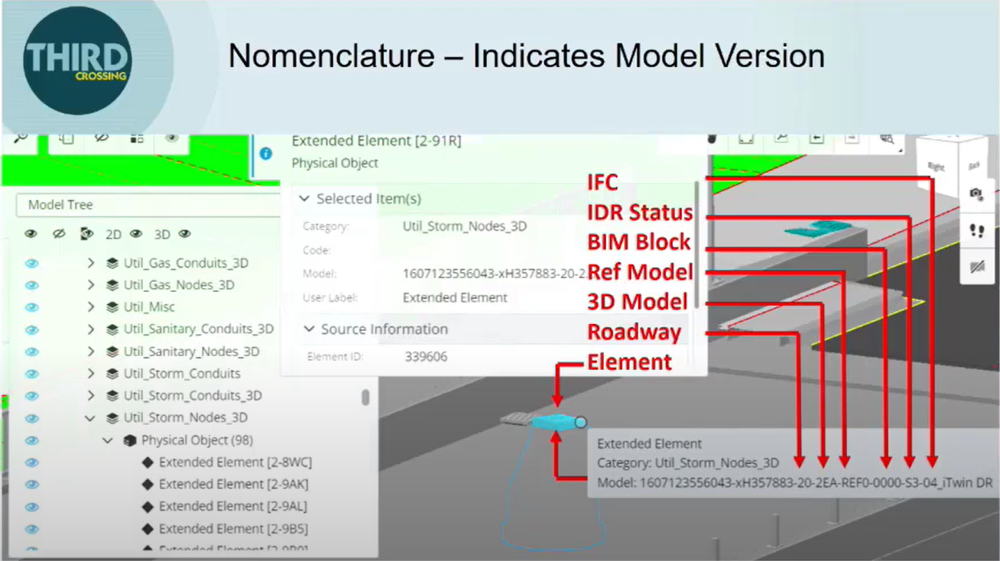 THIRD
CROSSING
Nomenclature – Indicates Model Version
Extended Element [2-91R]
Physical Object
Right
Back
Model Tree
2D
3D
Selected Item(s)
Category: Util_Storm_Nodes_3D
Code:
Model: 1607123556043-xH357883-20-2
User Label: Extended Element
Source Information
Element ID: 339606
IFC
IDR Status
BIM Block
Ref Model
3D Model
Roadway
Element
Util_Gas_Conduits_3D
Util_Gas_Nodes_3D
Util_Misc
Util_Sanitary_Conduits_3D
Util_Sanitary_Nodes_3D
Util_Storm_Conduits
Util_Storm_Conduits_3D
Util_Storm_Nodes_3D
Physical Object (98)
Extended Element [2-8WC]
Extended Element [2-9AK]
Extended Element [2-9AL]
Extended Element [2-9B5]
Extended Element
Extended Element
Category: Util_Storm_Nodes_3D
Model: 1607123556043-xH357883-20-2EA-REF0-0000-S3-04_iTwin DR